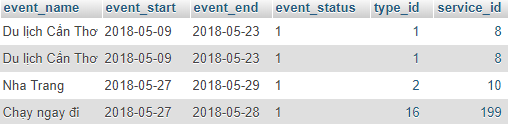 event_name event_start event_end event_status type_id service_id
Du lịch Cần Thơ 2018-05-09 2018-05-23 1 1 8
Du lịch Cần Thơ 2018-05-09 2018-05-23 1 1 8
Nha Trang 2018-05-27 2018-05-29 1 2 10
Chạy ngay đi 2018-05-27 2018-05-28 1 16 199